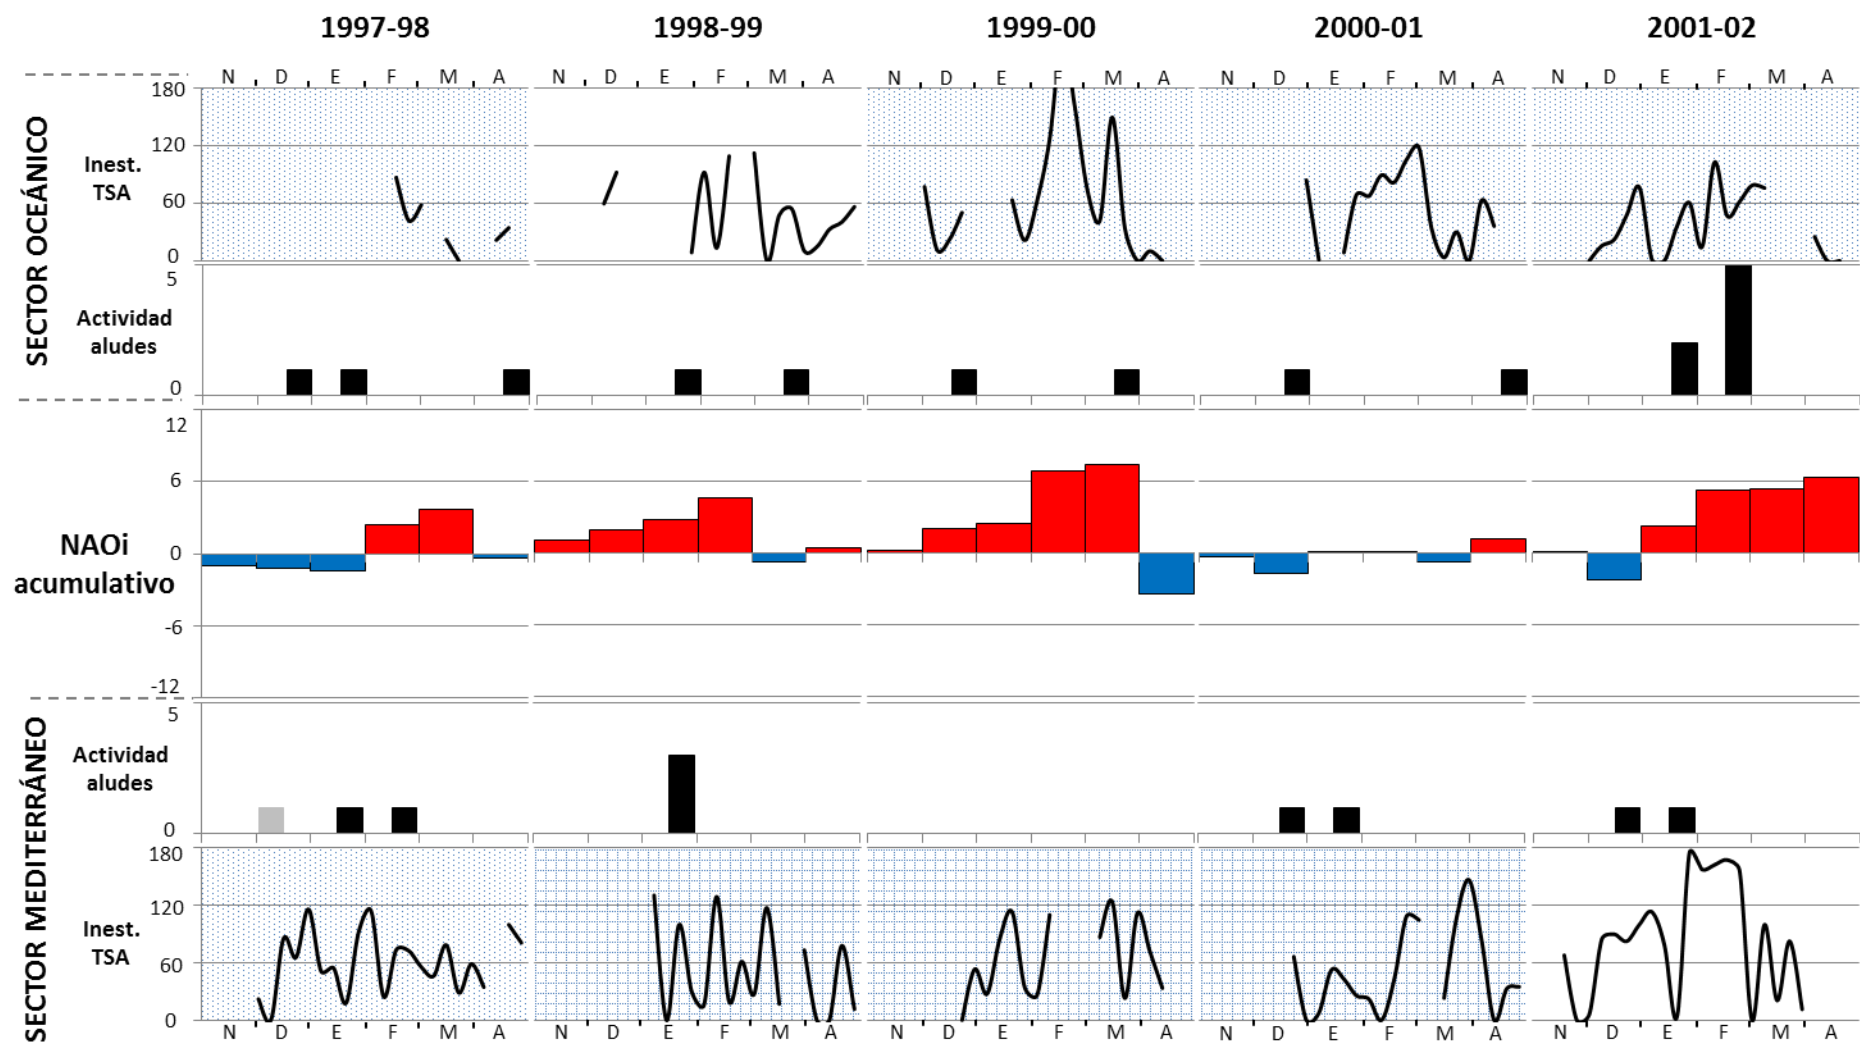 1997-98 1998-99 1999-00 2000-01 2001-02
N D E F M A N D E F M A N D E F M A N D E F M A N D E F M A
SECTOR OCEÁNICO
180
120
60
0
Inest.
TSA
5
0
Actividad
aludes
12
6
0
-6
-12
NAOi
acumulativo
SECTOR MEDITERRÁNEO
5
0
Actividad
aludes
180
120
60
0
Inest.
TSA
N D E F M A N D E F M A N D E F M A N D E F M A N D E F M A